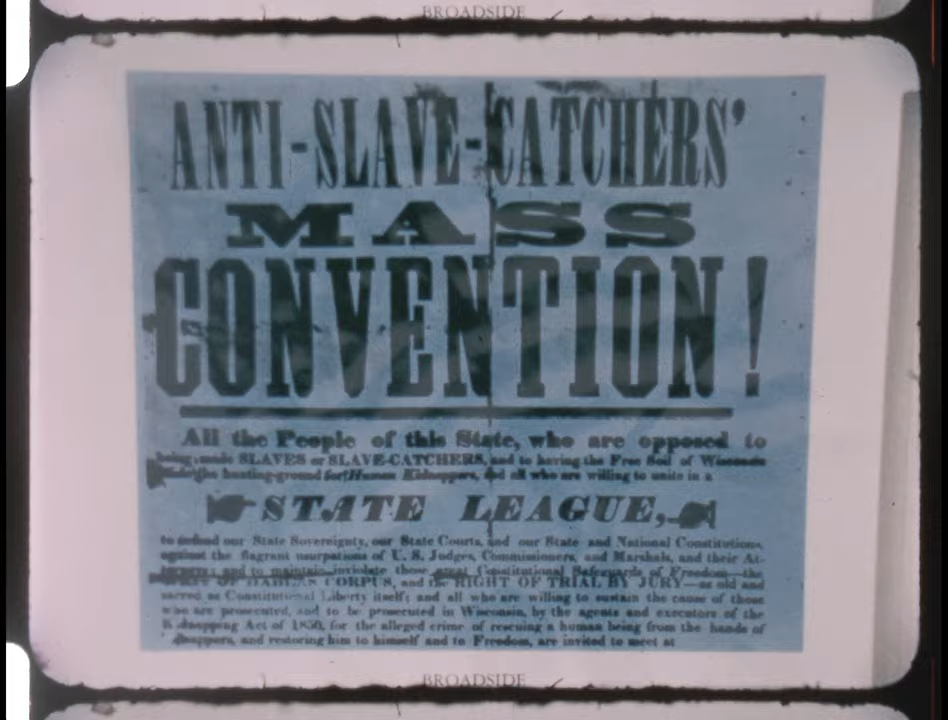 BROADSIDE
ANTI-SLAVE-CATCHERS'
MASS
CONVENTION!
All the People of this State, who are opposed to
being made SLAVES or SLAVE-CATCHERS, and to having the Free Soil of Wisconsin
the hunting-ground for Human Kidnappers, and all who are willing to unite in a
STATE LEAGUE,
to defend our State Sovereignty, our State Courts, and our State and National Constitutions,
against the flagrant usurpations of U. S. Judges, Commissioners, and Marshals, and their At-
and to maintain inviolate those great Constitutional Safeguards of Freedom—the
OF HABEAS CORPUS, and the RIGHT OF TRIAL BY JURY—as old and
sacred as Constitutional Liberty itself; and all who are willing to sustain the cause of those
who are prosecuted, and to be prosecuted in Wisconsin, by the agents and executors of the
Kidnapping Act of 1850, for the alleged crime of rescuing a human being from the hands of
and restoring him to himself and to Freedom, are invited to meet at
BROADSIDE